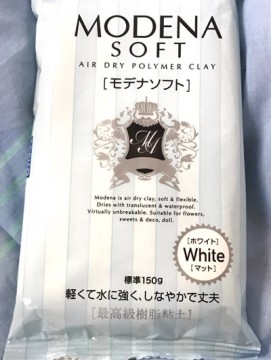 MODENA
SOFT
AIR DRY POLYMER CLAY
[モデナソフト]
Modena is air dry clay, soft & flexible.
Dries with translucent & waterproof.
Virtually unbreakable. Suitable for flowers,
sweets & deco, doll.
[ホワイト]
White
[マット]
標準150g
軽くて水に強く、しなやかで丈夫
[最高級樹脂粘土]